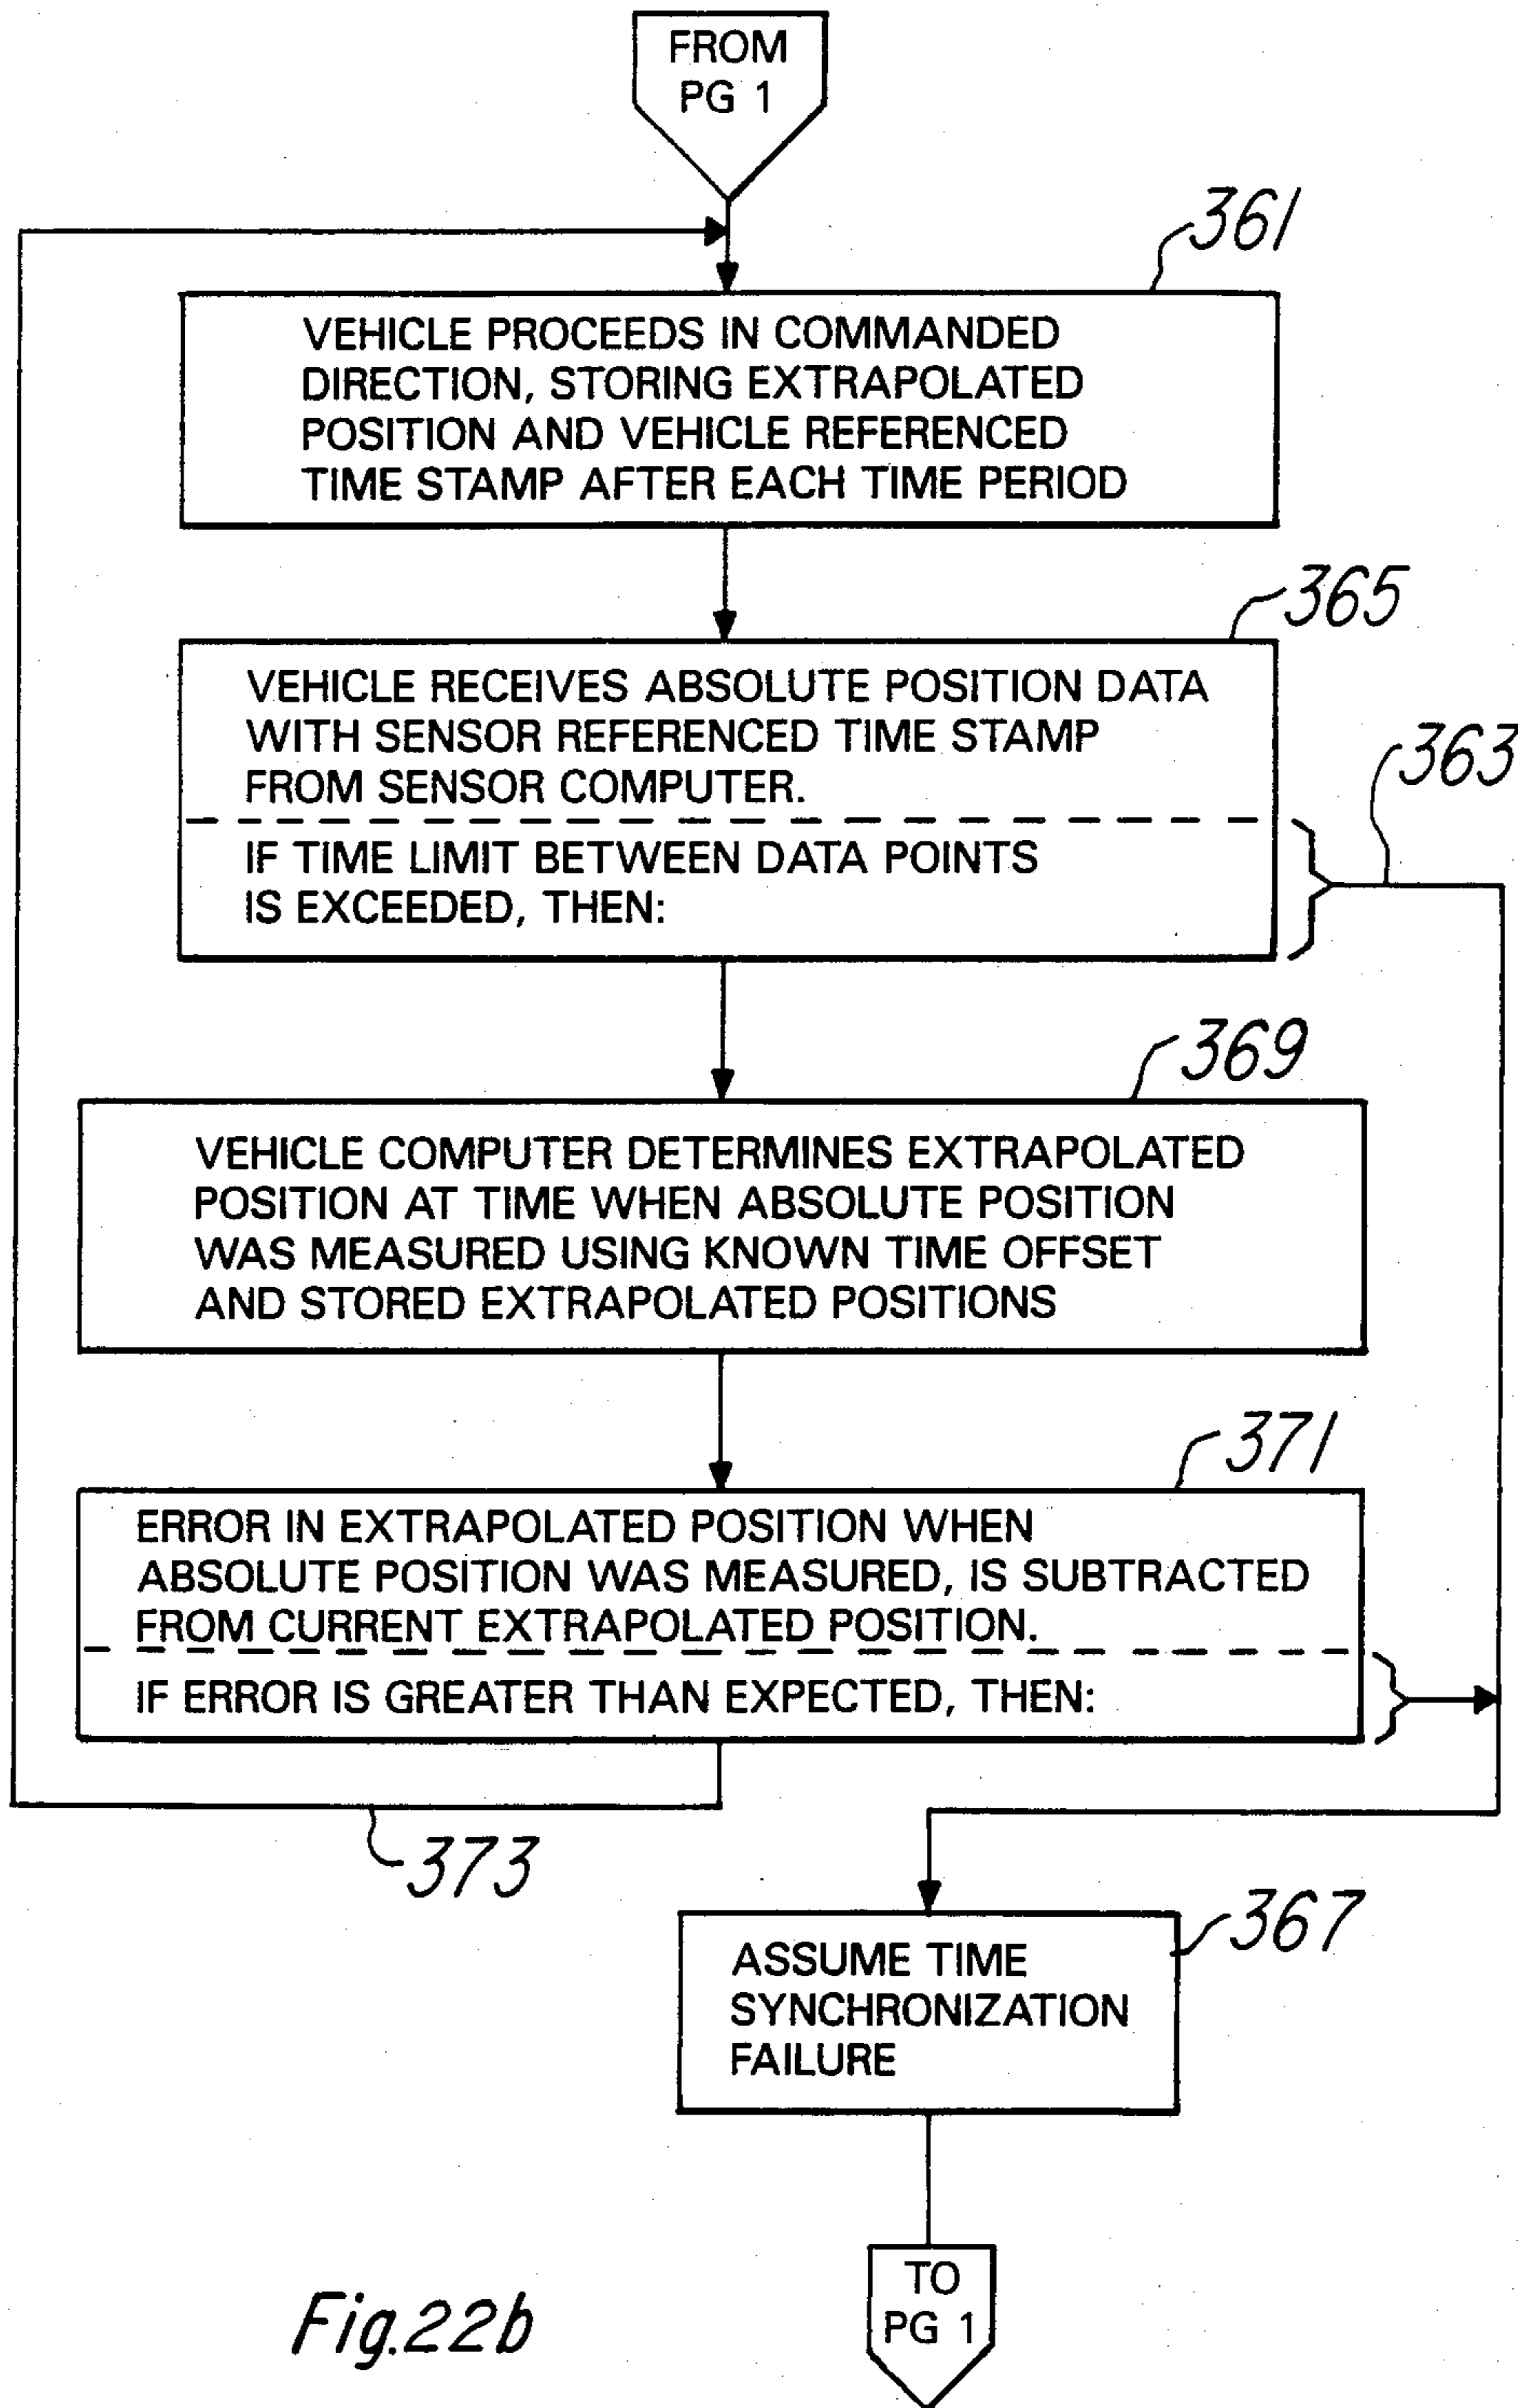 FROM
PG 1
361
VEHICLE PROCEEDS IN COMMANDED
DIRECTION, STORING EXTRAPOLATED
POSITION AND VEHICLE REFERENCED
TIME STAMP AFTER EACH TIME PERIOD
365
VEHICLE RECEIVES ABSOLUTE POSITION DATA
WITH SENSOR REFERENCED TIME STAMP
FROM SENSOR COMPUTER.
363
IF TIME LIMIT BETWEEN DATA POINTS
IS EXCEEDED, THEN:
369
VEHICLE COMPUTER DETERMINES EXTRAPOLATED
POSITION AT TIME WHEN ABSOLUTE POSITION
WAS MEASURED USING KNOWN TIME OFFSET
AND STORED EXTRAPOLATED POSITIONS
371
ERROR IN EXTRAPOLATED POSITION WHEN
ABSOLUTE POSITION WAS MEASURED, IS SUBTRACTED
FROM CURRENT EXTRAPOLATED POSITION.
IF ERROR IS GREATER THAN EXPECTED, THEN:
373
367
ASSUME TIME
SYNCHRONIZATION
FAILURE
TO
PG 1
Fig.22b